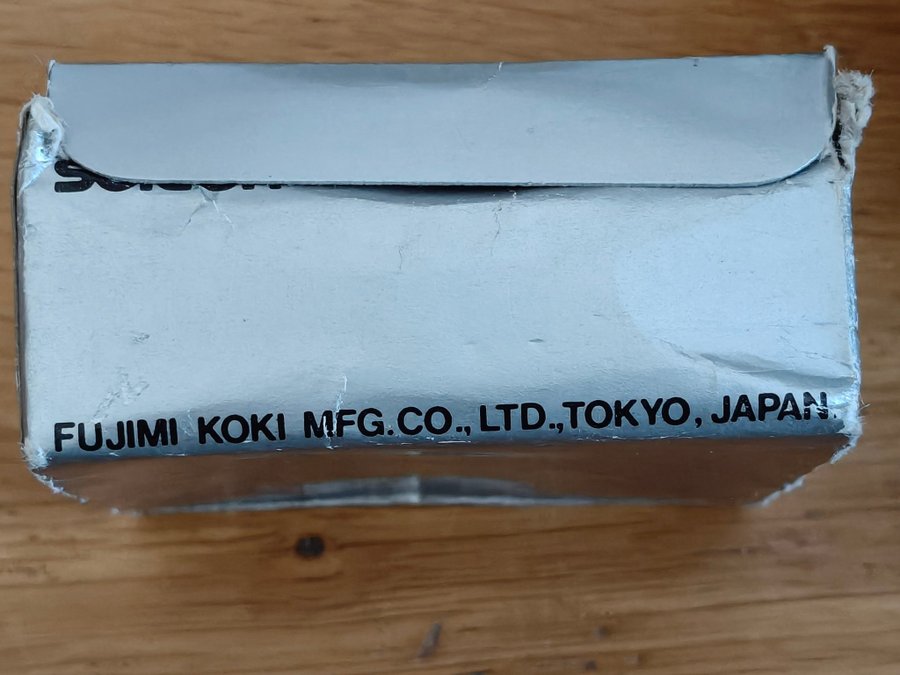 FUJIMI KOKI MFG.CO., LTD., TOKYO, JAPAN.